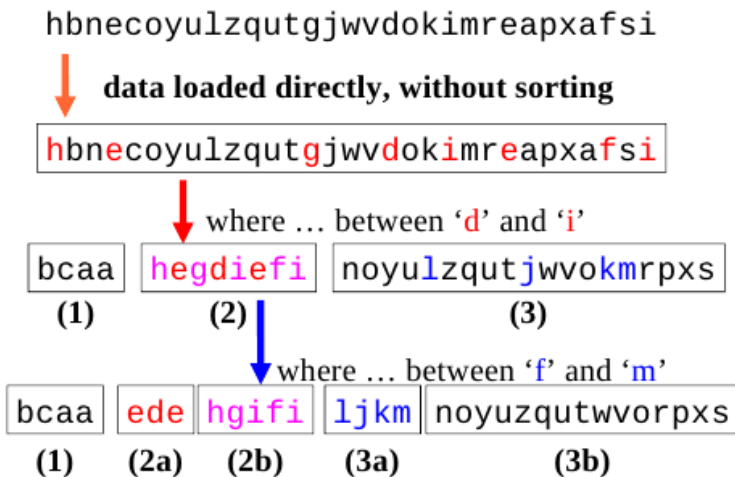 hbnecoyulzqutgjwvdokimreapxafsi
data loaded directly, without sorting
hbnecoyulzqutgjwvdokimreapxafsi
where … between ‘d’ and ‘i’
bcaa hegdiefi noyulzqutjwvokmrpxs
(1) (2) (3)
where … between ‘f’ and ‘m’
bcaa ede hgifi ljkm noyuzqutwvorpxs
(1) (2a) (2b) (3a) (3b)